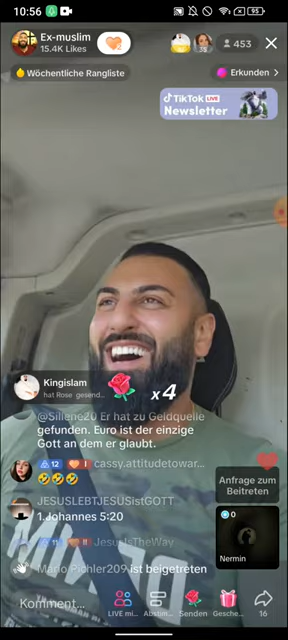 10:56
95
Ex-muslim
15.4K Likes
38
453
Wöchentliche Rangliste
Erkunden >
TikTok LIVE
Newsletter
Kingislam
hat Rose gesend...
x4
@Sillene20 Er hat zu Geldquelle
gefunden. Euro ist der einzige
Gott an dem er glaubt.
12
cassy.attitudetowar...
🤣🤣🤣
Anfrage zum
Beitreten
JESUSLEBTJESUSistGOTT
1.Johannes 5:20
0
JesusIsTheWay
Mario Pichler209 ist beigetreten
Nermin
Kommentar...
LIVE mi...
Abstim...
Senden
Gesche...
16